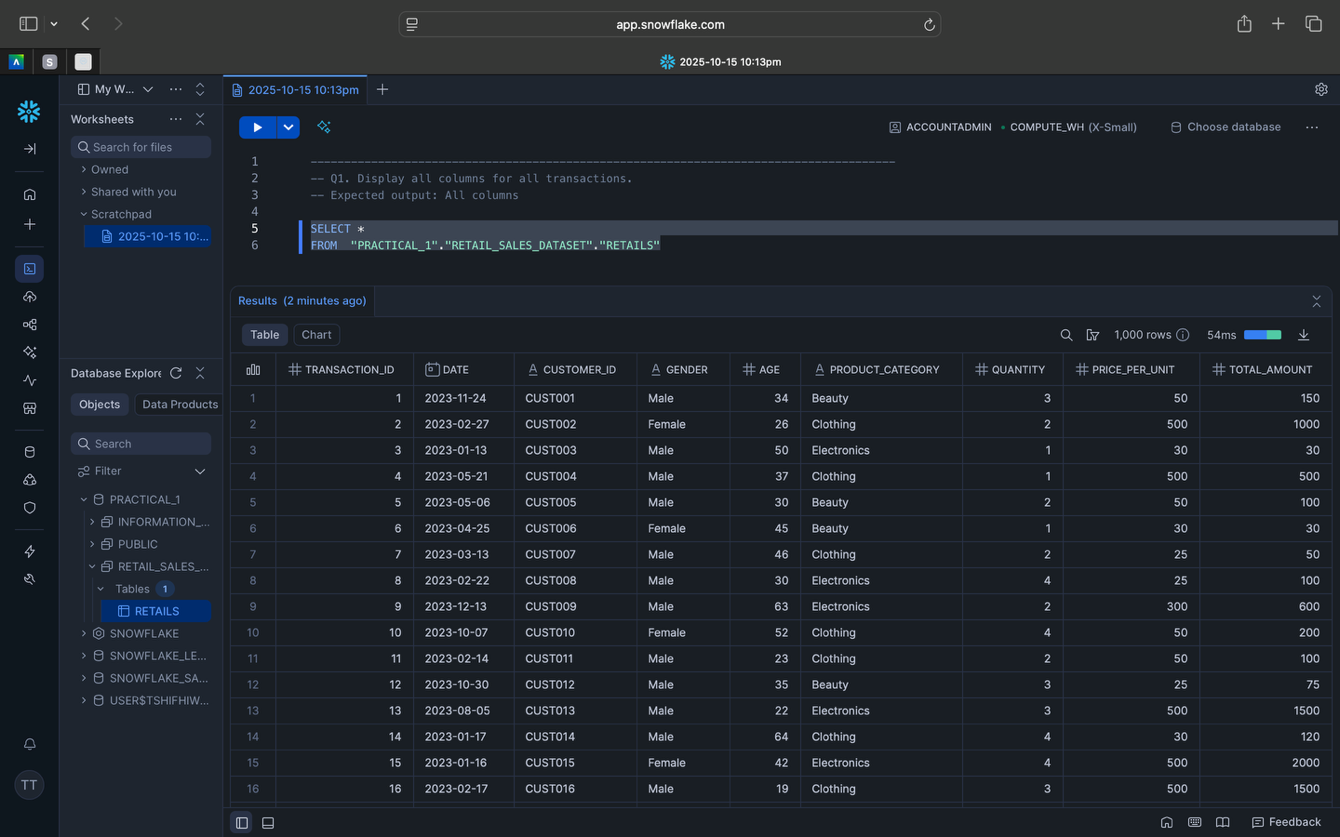 app.snowflake.com
S
2025-10-15 10:13pm
My W...
2025-10-15 10:13pm
Worksheets
Search for files
Owned
Shared with you
Scratchpad
2025-10-15 10:...
ACCOUNTADMIN
COMPUTE_WH (X-Small)
Choose database
1 ---------------------------------------------------------------------------------------
2 -- Q1. Display all columns for all transactions.
3 -- Expected output: All columns
4
5 SELECT *
6 FROM "PRACTICAL_1"."RETAIL_SALES_DATASET"."RETAILS"
Results (2 minutes ago)
Table Chart
1,000 rows 54ms
Database Explore
Objects Data Products
Search
Filter
PRACTICAL_1
INFORMATION_...
PUBLIC
RETAIL_SALES_...
Tables 1
RETAILS
SNOWFLAKE
SNOWFLAKE_LE...
SNOWFLAKE_SA...
USER$TSHIFHIW...
TT
TRANSACTION_ID DATE CUSTOMER_ID GENDER AGE PRODUCT_CATEGORY QUANTITY PRICE_PER_UNIT TOTAL_AMOUNT
1 1 2023-11-24 CUST001 Male 34 Beauty 3 50 150
2 2 2023-02-27 CUST002 Female 26 Clothing 2 500 1000
3 3 2023-01-13 CUST003 Male 50 Electronics 1 30 30
4 4 2023-05-21 CUST004 Male 37 Clothing 1 500 500
5 5 2023-05-06 CUST005 Male 30 Beauty 2 50 100
6 6 2023-04-25 CUST006 Female 45 Beauty 1 30 30
7 7 2023-03-13 CUST007 Male 46 Clothing 2 25 50
8 8 2023-02-22 CUST008 Male 30 Electronics 4 25 100
9 9 2023-12-13 CUST009 Male 63 Electronics 2 300 600
10 10 2023-10-07 CUST010 Female 52 Clothing 4 50 200
11 11 2023-02-14 CUST011 Male 23 Clothing 2 50 100
12 12 2023-10-30 CUST012 Male 35 Beauty 3 25 75
13 13 2023-08-05 CUST013 Male 22 Electronics 3 500 1500
14 14 2023-01-17 CUST014 Male 64 Clothing 4 30 120
15 15 2023-01-16 CUST015 Female 42 Electronics 4 500 2000
16 16 2023-02-17 CUST016 Male 19 Clothing 3 500 1500
Feedback